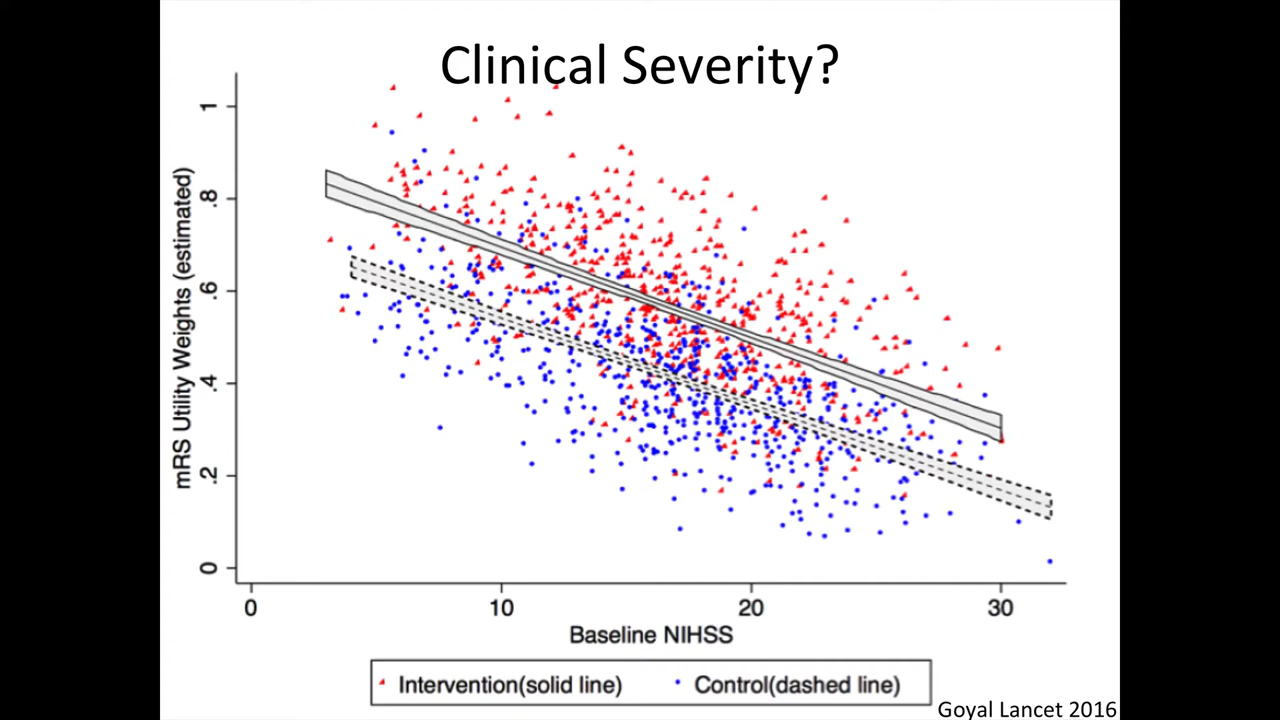 Clinical Severity?
mRS Utility Weights (estimated)
1
.8
.6
.4
.2
0
0 10 20 30
Baseline NIHSS
Intervention(solid line) Control(dashed line)
Goyal Lancet 2016